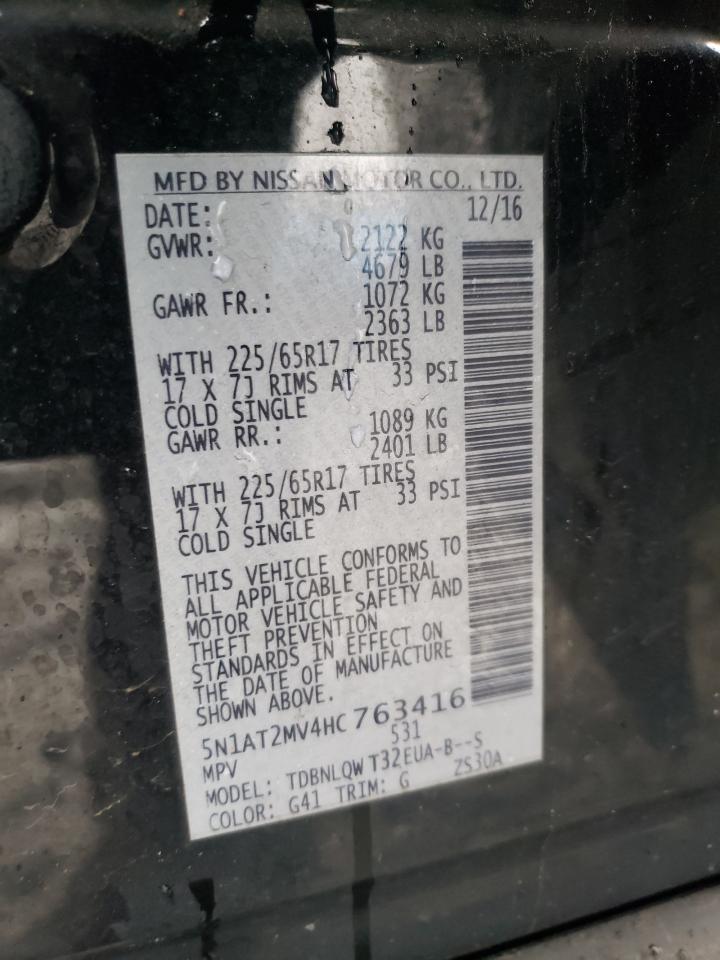 MFD BY NISSAN MOTOR CO., LTD.
DATE: 12/16
GVWR: 2122 KG
4679 LB
GAWR FR.: 1072 KG
2363 LB
WITH 225/65R17 TIRES
17 X 7J RIMS AT 33 PSI
COLD SINGLE
GAWR RR.: 1089 KG
2401 LB
WITH 225/65R17 TIRES
17 X 7J RIMS AT 33 PSI
COLD SINGLE
THIS VEHICLE CONFORMS TO
ALL APPLICABLE FEDERAL
MOTOR VEHICLE SAFETY AND
THEFT PREVENTION
STANDARDS IN EFFECT ON
THE DATE OF MANUFACTURE
SHOWN ABOVE.
5N1AT2MV4HC763416
MPV 531
MODEL: TDBNLQWT32EUA-B--S
COLOR: G41 TRIM: G ZS30A